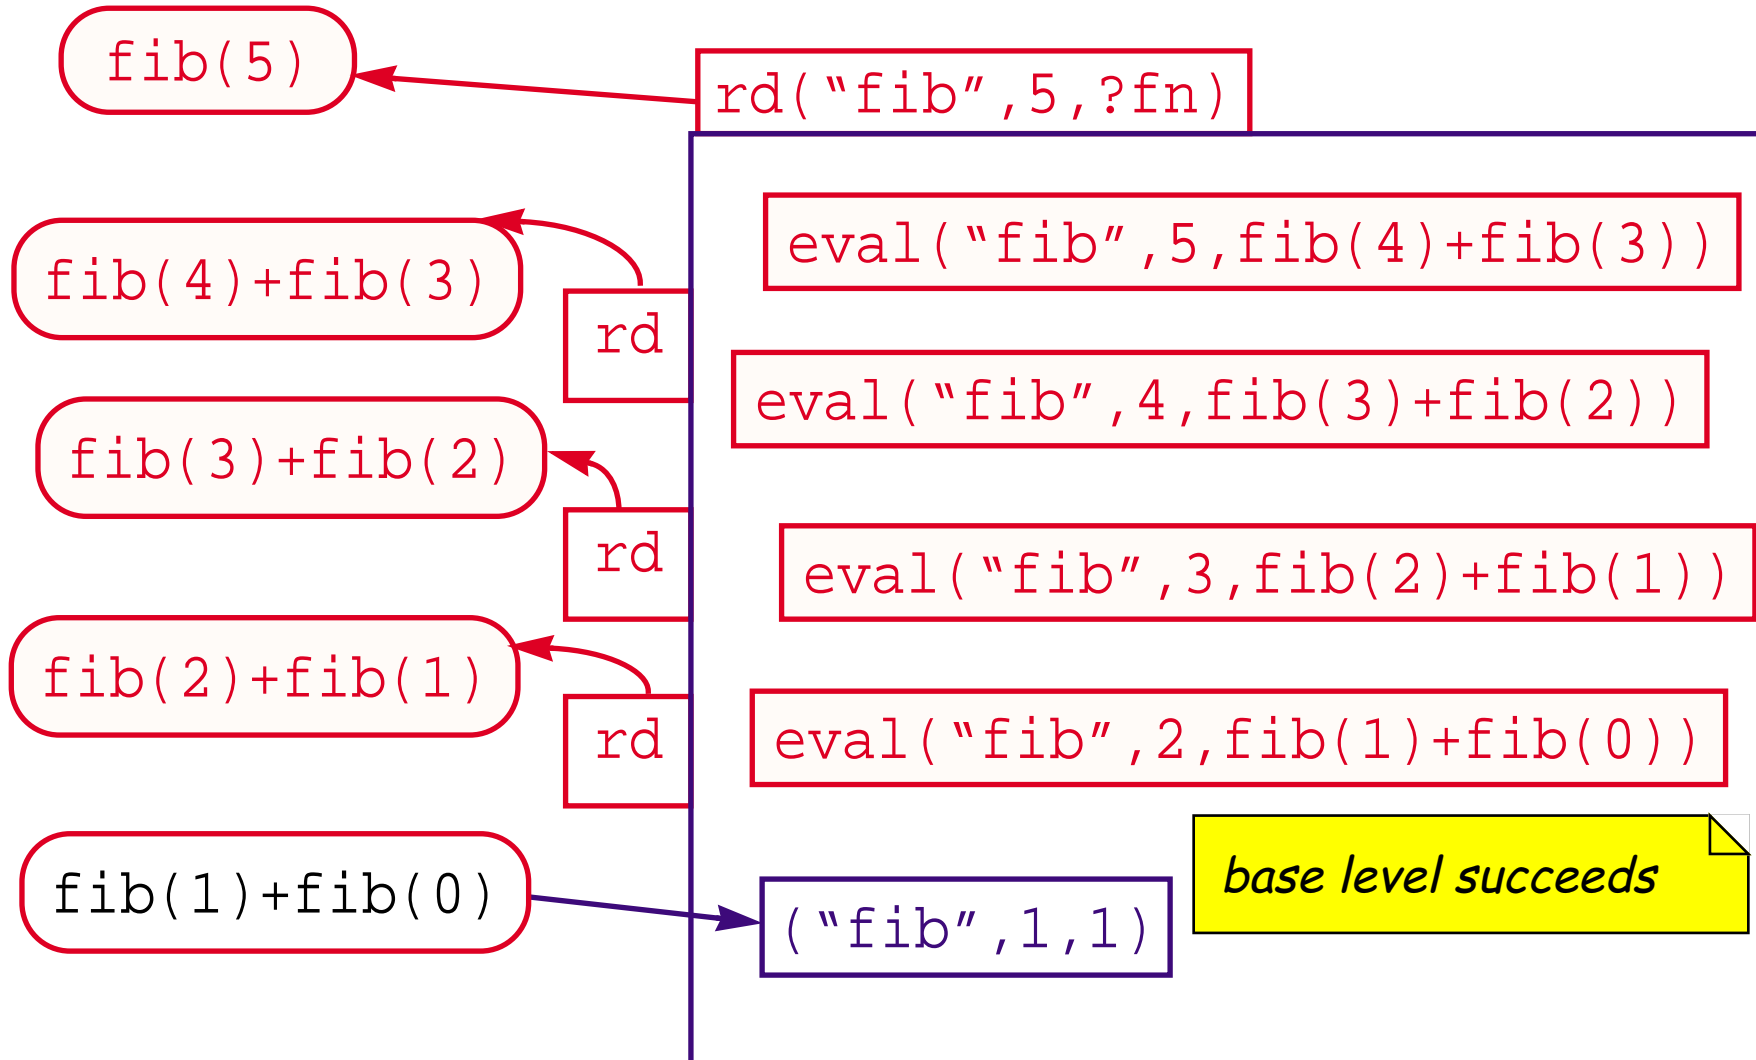 fib(5)
rd(“fib”,5,?fn)
eval(“fib”,5,fib(4)+fib(3))
fib(4)+fib(3)
rd
eval(“fib”,4,fib(3)+fib(2))
fib(3)+fib(2)
rd
eval(“fib”,3,fib(2)+fib(1))
fib(2)+fib(1)
rd
eval(“fib”,2,fib(1)+fib(0))
fib(1)+fib(0)
(“fib”,1,1)
base level succeeds